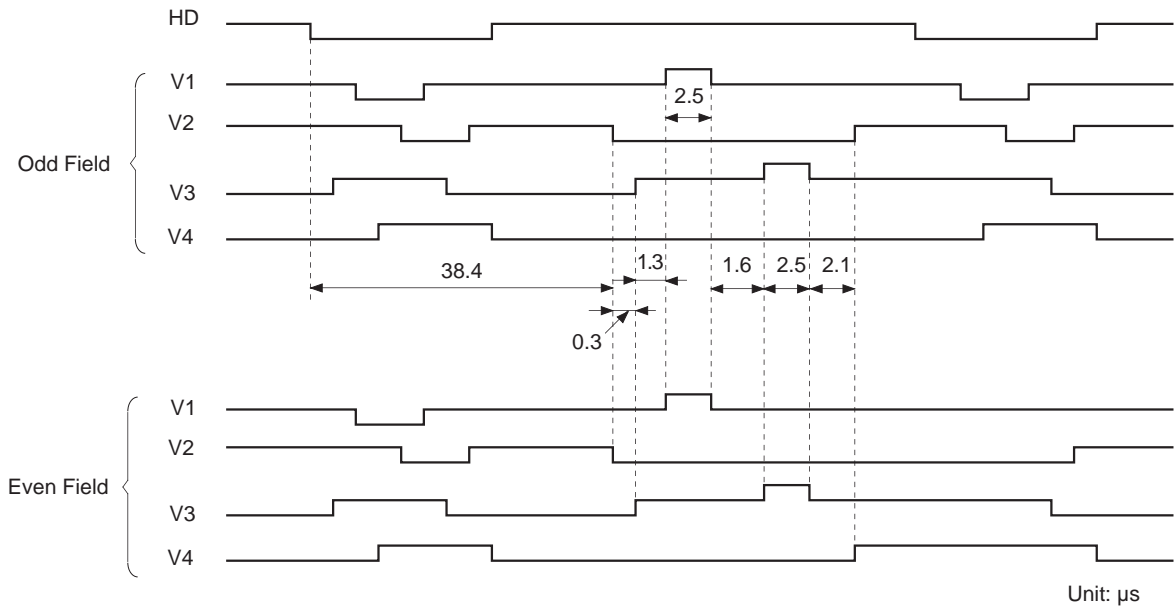 HD
V1
2.5
V2
Odd Field
V3
V4
38.4
1.3
1.6
2.5
2.1
0.3
V1
V2
Even Field
V3
V4
Unit: μs